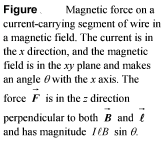 Figure Magnetic force on a
current-carrying segment of wire in
a magnetic field. The current is in
the x direction, and the magnetic
field is in the xy plane and makes
an angle θ with the x axis. The
force F⃗ is in the z direction
perpendicular to both B⃗ and ℓ⃗
and has magnitude IℓB sin θ.